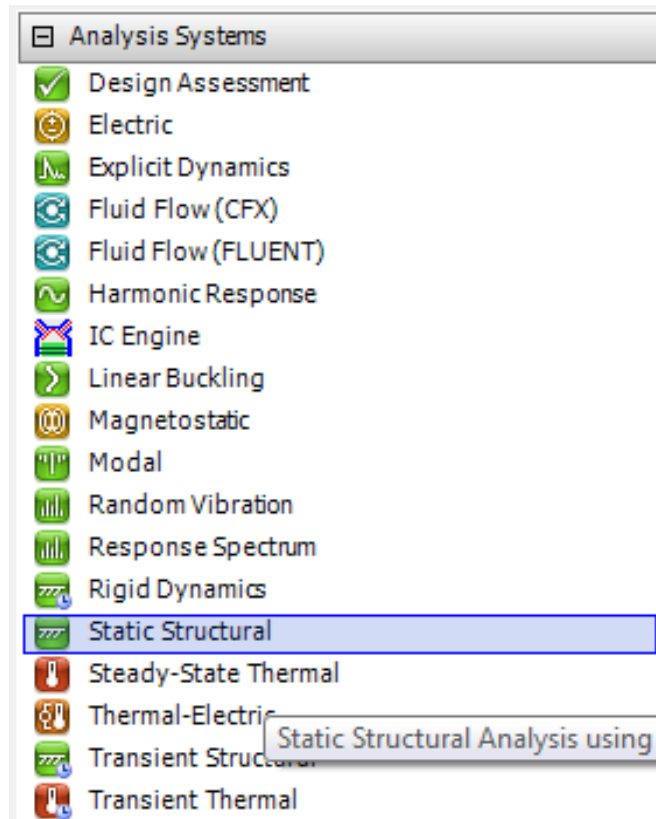 Analysis Systems
Design Assessment
Electric
Explicit Dynamics
Fluid Flow (CFX)
Fluid Flow (FLUENT)
Harmonic Response
IC Engine
Linear Buckling
Magnetostatic
Modal
Random Vibration
Response Spectrum
Rigid Dynamics
Static Structural
Steady-State Thermal
Thermal-Electric
Static Structural Analysis using
Transient Structural
Transient Thermal